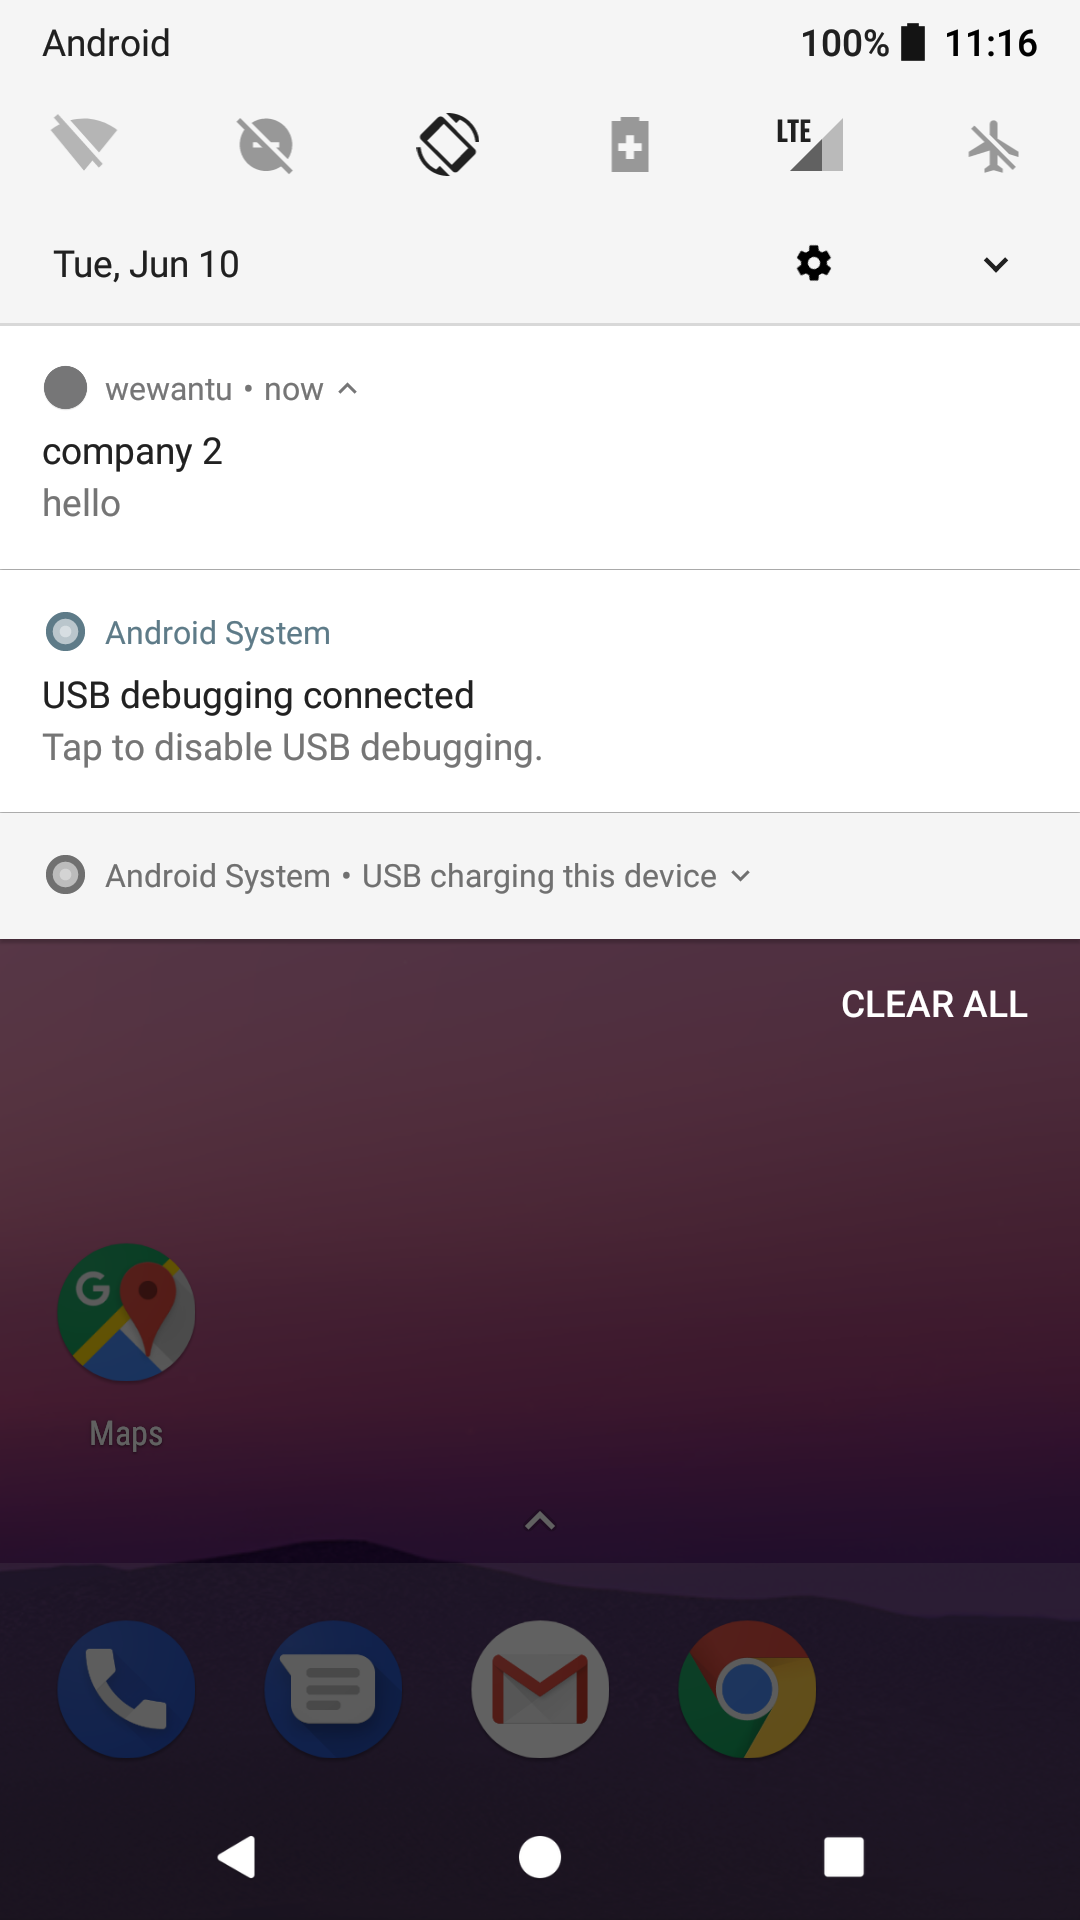 Android 100% 11:16
LTE
Tue, Jun 10
wewantu • now
company 2
hello
Android System
USB debugging connected
Tap to disable USB debugging.
Android System • USB charging this device
CLEAR ALL
G
Maps